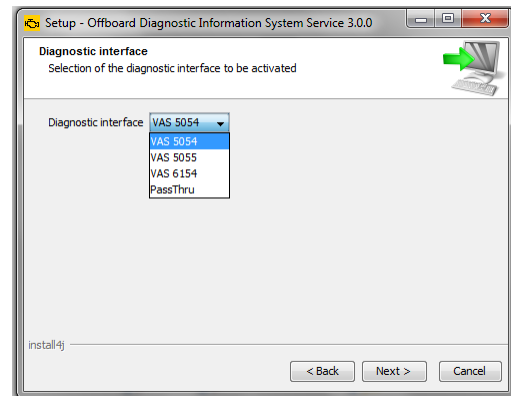 Setup - Offboard Diagnostic Information System Service 3.0.0
Diagnostic interface
Selection of the diagnostic interface to be activated
Diagnostic interface VAS 5054
VAS 5054
VAS 5055
VAS 6154
PassThru
install4j
< Back Next > Cancel